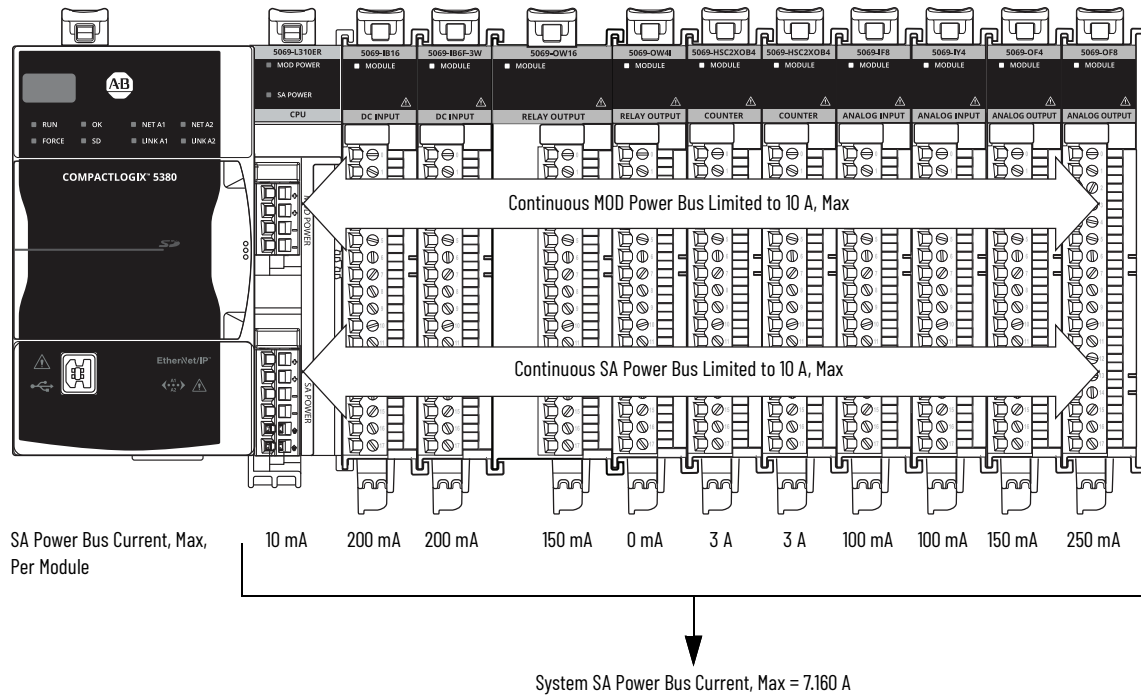 5069-L310ER
MOD POWER
SA POWER
CPU
5069-IB16
MODULE
DC INPUT
5069-IB6F-3W
MODULE
DC INPUT
5069-OW16
MODULE
RELAY OUTPUT
5069-OW4I
MODULE
RELAY OUTPUT
5069-HSC2XOB4
MODULE
COUNTER
5069-HSC2XOB4
MODULE
COUNTER
5069-IF8
MODULE
ANALOG INPUT
5069-IY4
MODULE
ANALOG INPUT
5069-OF4
MODULE
ANALOG OUTPUT
5069-OF8
MODULE
ANALOG OUTPUT
AB
RUN OK NET A1 NET A2
FORCE SD LINK A1 LINK A2
COMPACTLOGIX™ 5380
SD
EtherNet/IP™
SA POWER
Continuous MOD Power Bus Limited to 10 A, Max
Continuous SA Power Bus Limited to 10 A, Max
SA Power Bus Current, Max,
Per Module
10 mA 200 mA 200 mA 150 mA 0 mA 3 A 3 A 100 mA 100 mA 150 mA 250 mA
System SA Power Bus Current, Max = 7.160 A